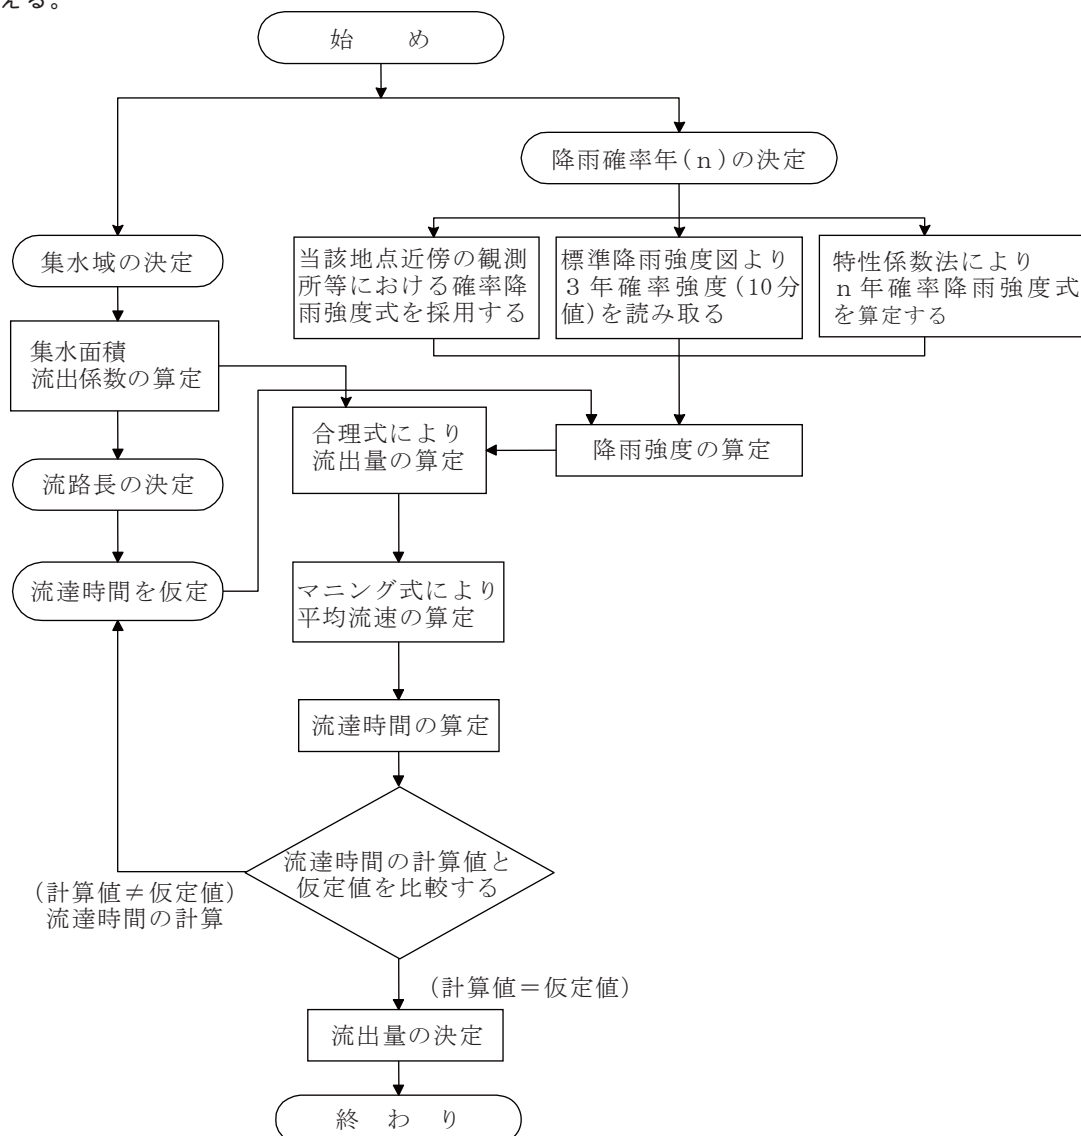 える。
始　め
降雨確率年(ｎ)の決定
集水域の決定
当該地点近傍の観測
所等における確率降
雨強度式を採用する
標準降雨強度図より
３年確率強度(10分
値)を読み取る
特性係数法により
ｎ年確率降雨強度式
を算定する
集水面積
流出係数の算定
合理式により
流出量の算定
降雨強度の算定
流路長の決定
流達時間を仮定
マニング式により
平均流速の算定
流達時間の算定
流達時間の計算値と
仮定値を比較する
(計算値≠仮定値)
流達時間の計算
(計算値＝仮定値)
流出量の決定
終　わ　り